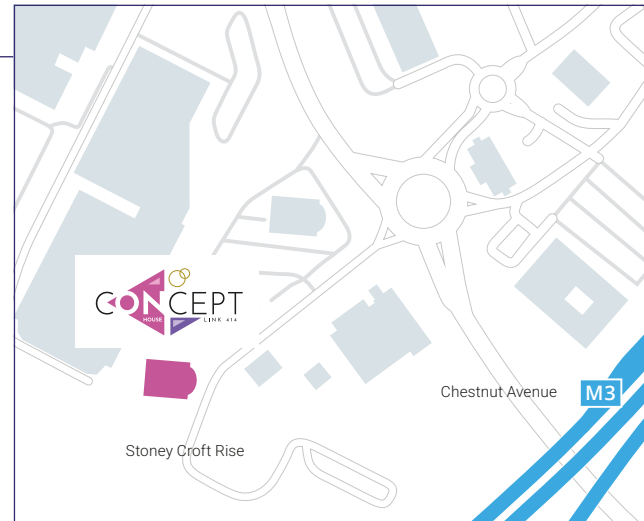 CONCEPT
HOUSE
LINK 414
Chestnut Avenue
M3
Stoney Croft Rise